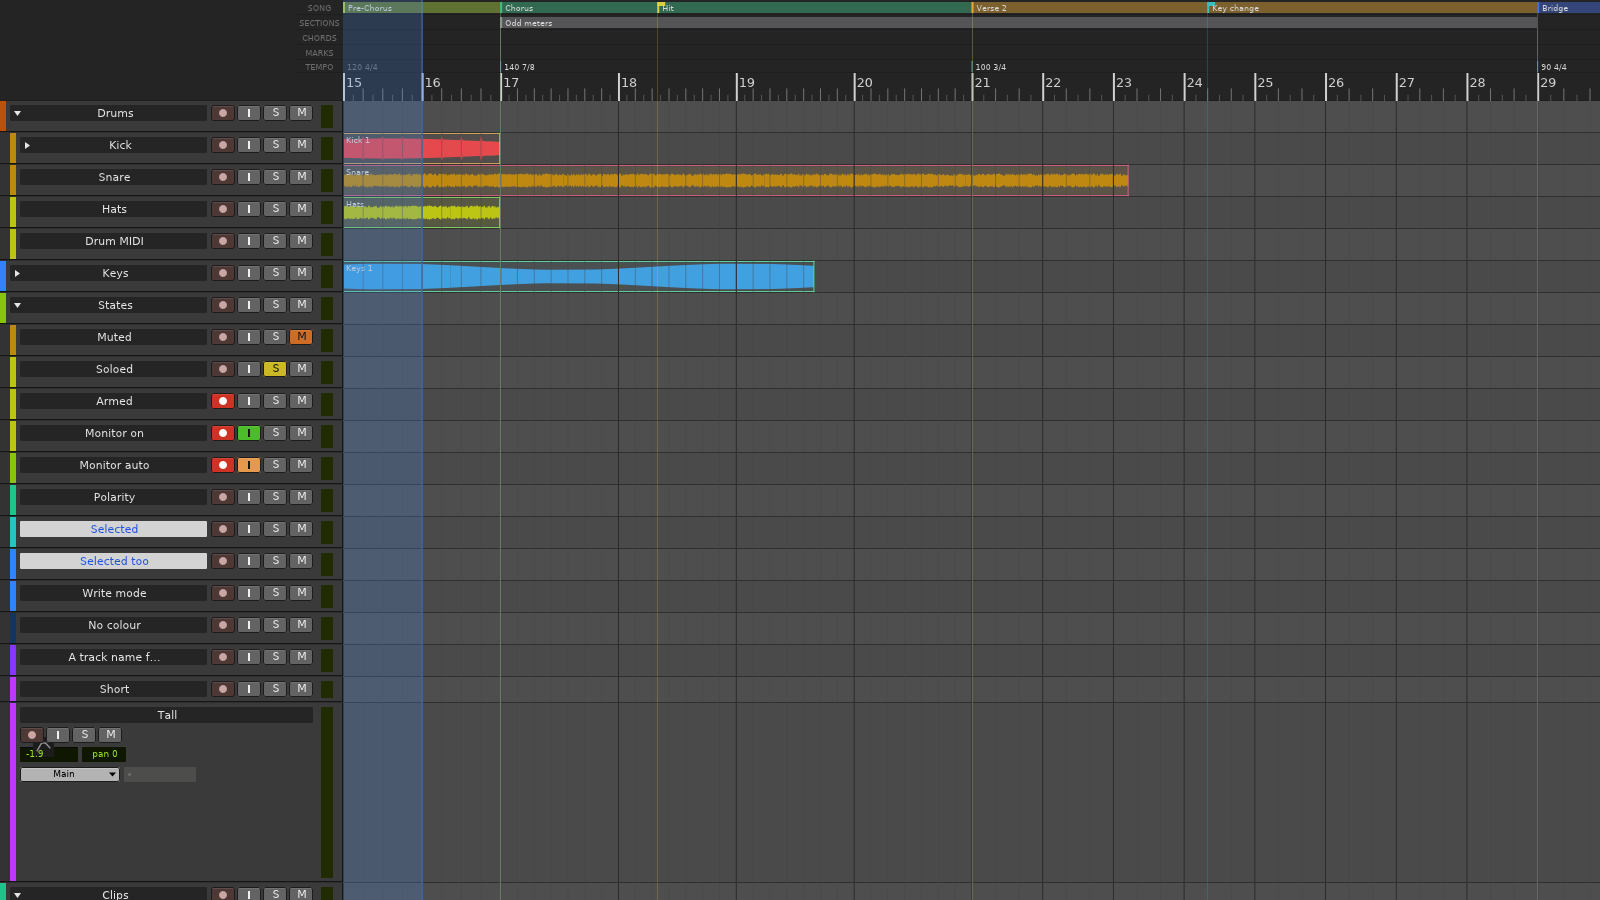 SONG Pre-Chorus Chorus Hit Verse 2 Key change Bridge
SECTIONS Odd meters
CHORDS
MARKS
TEMPO 120 4/4 140 7/8 100 3/4 90 4/4
15 16 17 18 19 20 21 22 23 24 25 26 27 28 29
Drums I S M
Kick I S M Kick 1
Snare I S M Snare
Hats I S M Hats
Drum MIDI I S M
Keys I S M Keys 1
States I S M
Muted I S M
Soloed I S M
Armed I S M
Monitor on I S M
Monitor auto I S M
Polarity I S M
Selected I S M
Selected too I S M
Write mode I S M
No colour I S M
A track name f... I S M
Short I S M
Tall
I S M
-1.9 pan 0
Main -
Clips I S M